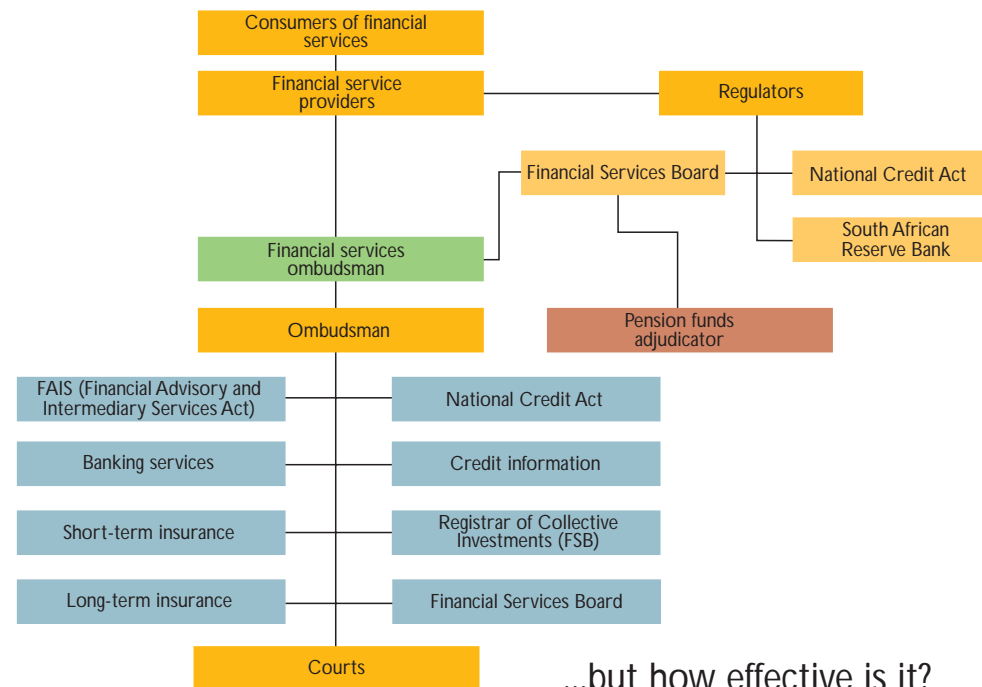 Consumers of financial
services
Financial service
providers
Regulators
Financial Services Board
National Credit Act
South African
Reserve Bank
Financial services
ombudsman
Ombudsman
Pension funds
adjudicator
FAIS (Financial Advisory and
Intermediary Services Act)
National Credit Act
Banking services
Credit information
Short-term insurance
Registrar of Collective
Investments (FSB)
Long-term insurance
Financial Services Board
Courts
...but how effective is it?